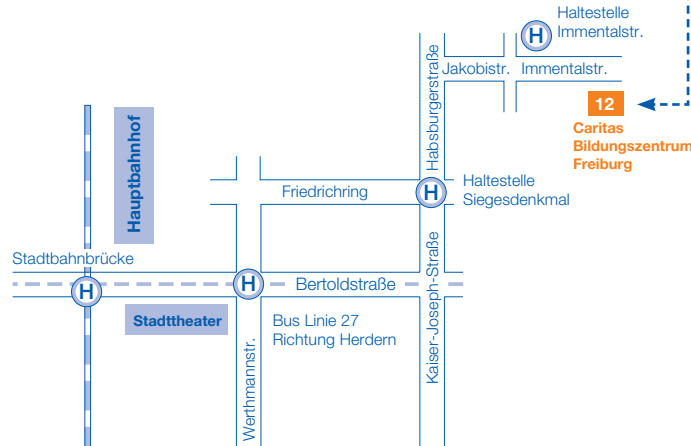 Haltestelle
Immentalstr.
H
Jakobistr.
Immentalstr.
Habsburgerstraße
12
Caritas
Bildungszentrum
Freiburg
Hauptbahnhof
Friedrichring
H
Haltestelle
Siegesdenkmal
Stadtbahnbrücke
H
H
Bertoldstraße
Kaiser-Joseph-Straße
Stadttheater
Bus Linie 27
Richtung Herdern
Werthmannstr.